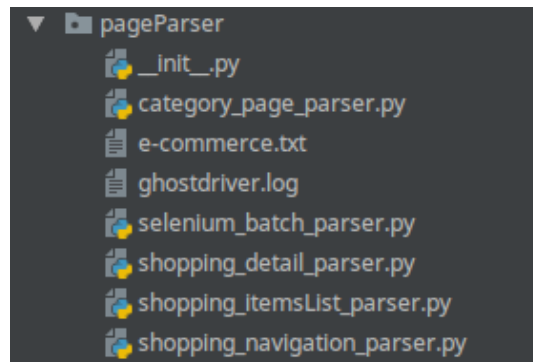 pageParser
__init__.py
category_page_parser.py
e-commerce.txt
ghostdriver.log
selenium_batch_parser.py
shopping_detail_parser.py
shopping_itemsList_parser.py
shopping_navigation_parser.py